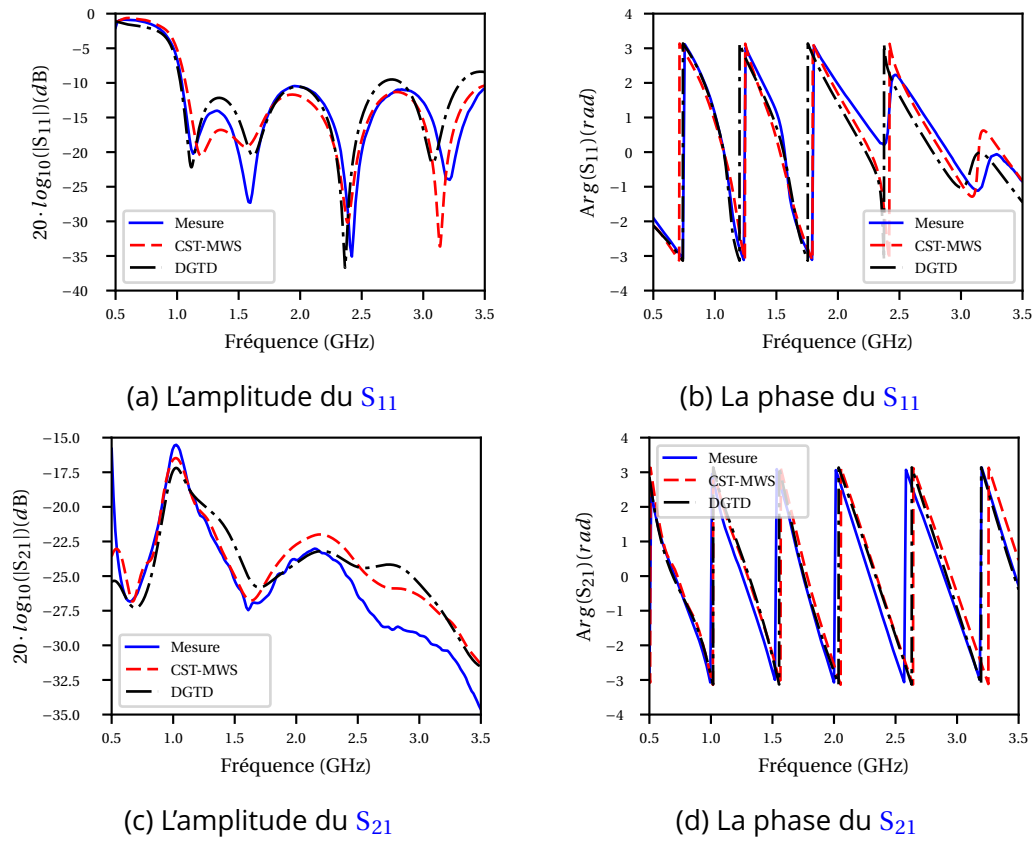 20 · log10(|S11|)(dB)
0
−5
−10
−15
−20
−25
−30
−35
−40
Mesure
CST-MWS
DGTD
0.5 1.0 1.5 2.0 2.5 3.0 3.5
Fréquence (GHz)
(a) L’amplitude du S11
Arg(S11)(rad)
4
3
2
1
0
−1
−2
−3
−4
Mesure
CST-MWS
DGTD
0.5 1.0 1.5 2.0 2.5 3.0 3.5
Fréquence (GHz)
(b) La phase du S11
20 · log10(|S21|)(dB)
−15.0
−17.5
−20.0
−22.5
−25.0
−27.5
−30.0
−32.5
−35.0
Mesure
CST-MWS
DGTD
0.5 1.0 1.5 2.0 2.5 3.0 3.5
Fréquence (GHz)
(c) L’amplitude du S21
Arg(S21)(rad)
4
3
2
1
0
−1
−2
−3
−4
Mesure
CST-MWS
DGTD
0.5 1.0 1.5 2.0 2.5 3.0 3.5
Fréquence (GHz)
(d) La phase du S21